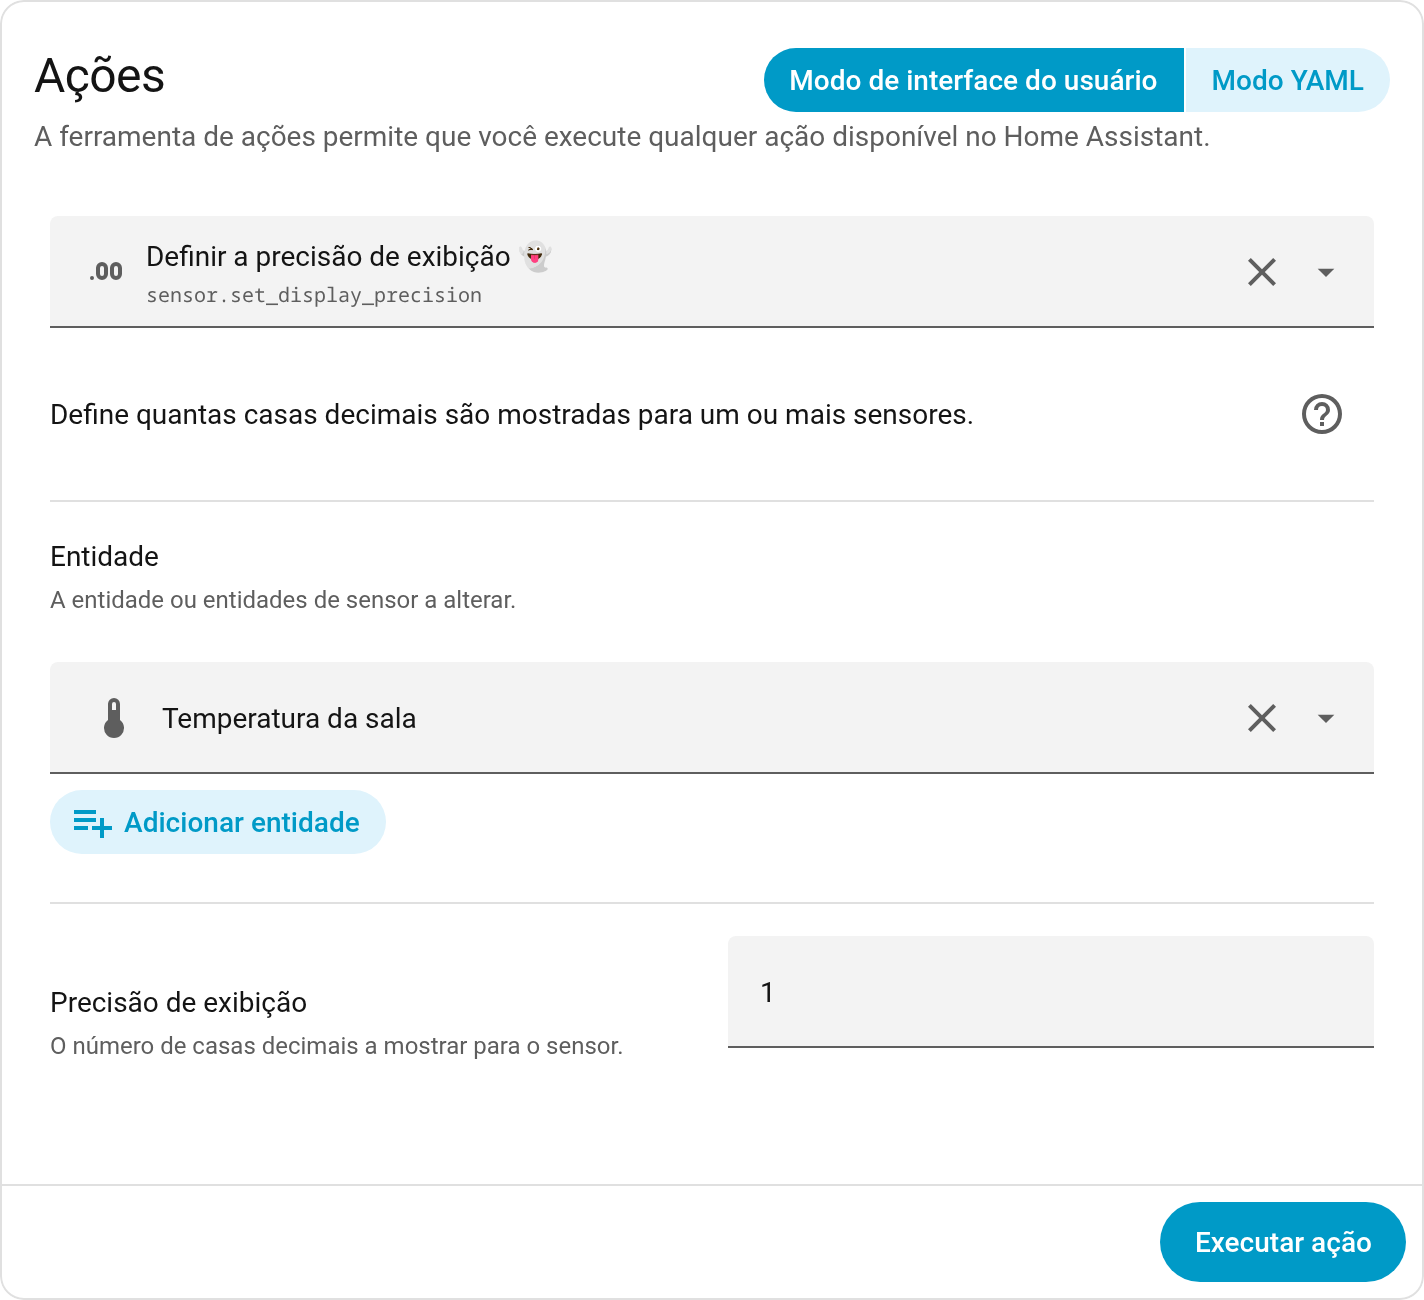 Ações
Modo de interface do usuário
Modo YAML
A ferramenta de ações permite que você execute qualquer ação disponível no Home Assistant.
.00
Definir a precisão de exibição 👻
sensor.set_display_precision
Define quantas casas decimais são mostradas para um ou mais sensores.
Entidade
A entidade ou entidades de sensor a alterar.
Temperatura da sala
Adicionar entidade
Precisão de exibição
O número de casas decimais a mostrar para o sensor.
1
Executar ação